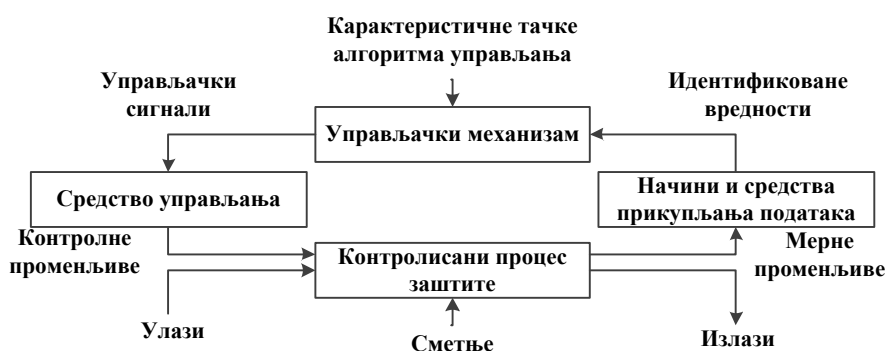 Карактеристичне тачке
алгоритма управљања
Управљачки
сигнали
Идентификоване
вредности
Управљачки механизам
Средство управљања
Начини и средства
прикупљања података
Контролне
променљиве
Контролисани процес
заштите
Мерне
променљиве
Улази
Сметње
Излази